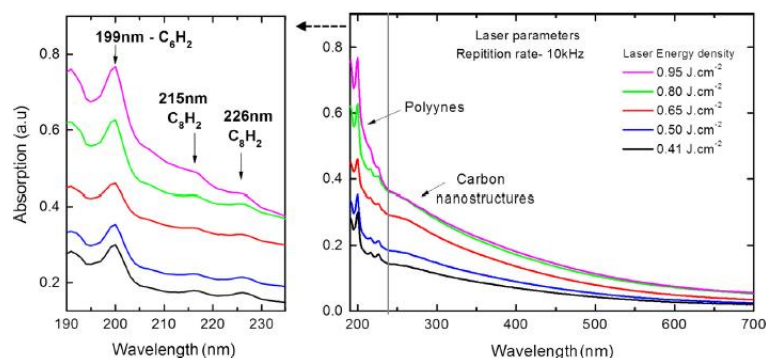 199nm - C₆H₂
215nm
C₈H₂
226nm
C₈H₂
Absorption (a.u)
0.8
0.6
0.4
0.2
190 200 210 220 230
Wavelength (nm)
Laser parameters
Repitition rate- 10kHz
Laser Energy density
0.95 J.cm⁻²
0.80 J.cm⁻²
0.65 J.cm⁻²
0.50 J.cm⁻²
0.41 J.cm⁻²
Polyynes
Carbon
nanostructures
0.8
0.6
0.4
0.2
0.0
200 300 400 500 600 700
Wavelength (nm)